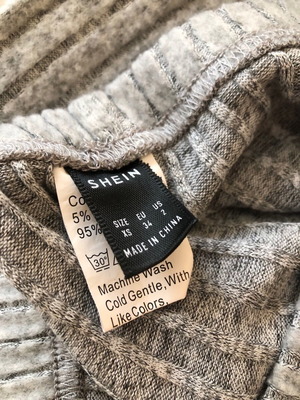 SHEIN
SIZE EU US
XS 34 2
MADE IN CHINA
5%
95%
30°
Machine Wash
Cold Gentle,With
Like Colors,